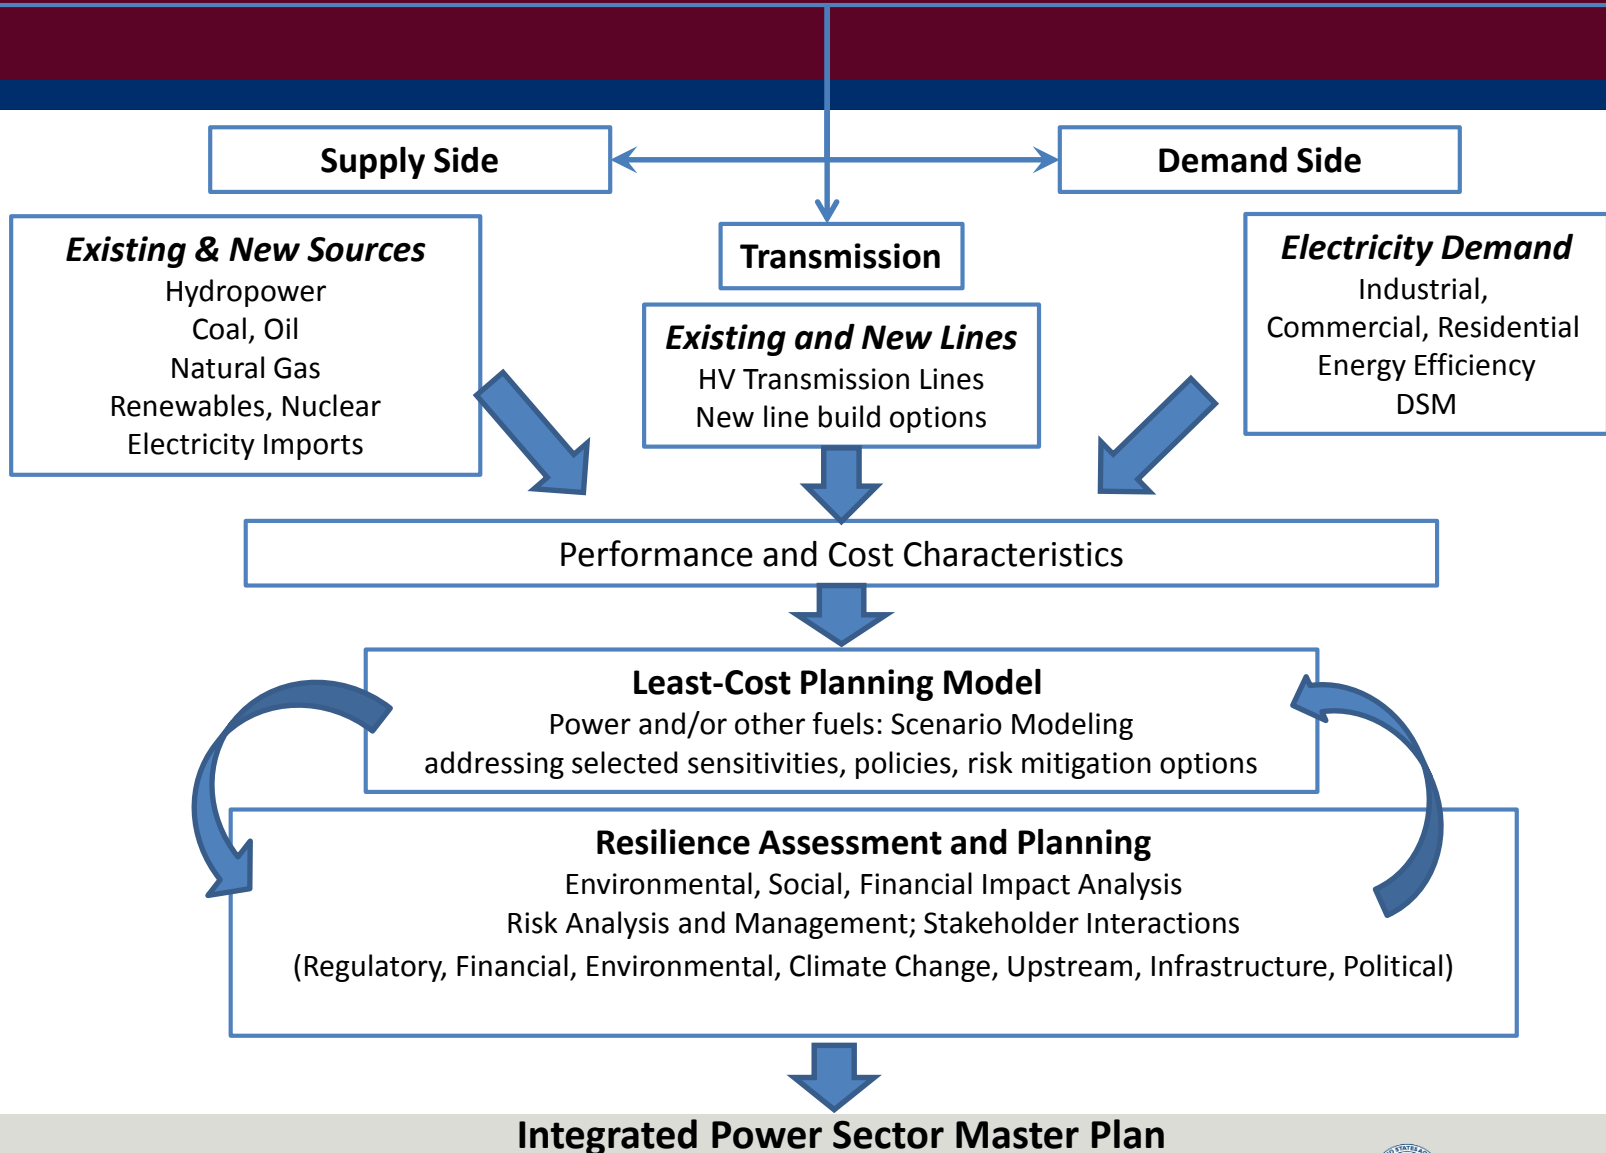 Supply Side
Demand Side
Transmission
Existing & New Sources
Hydropower
Coal, Oil
Natural Gas
Renewables, Nuclear
Electricity Imports
Existing and New Lines
HV Transmission Lines
New line build options
Electricity Demand
Industrial,
Commercial, Residential
Energy Efficiency
DSM
Performance and Cost Characteristics
Least-Cost Planning Model
Power and/or other fuels: Scenario Modeling
addressing selected sensitivities, policies, risk mitigation options
Resilience Assessment and Planning
Environmental, Social, Financial Impact Analysis
Risk Analysis and Management; Stakeholder Interactions
(Regulatory, Financial, Environmental, Climate Change, Upstream, Infrastructure, Political)
Integrated Power Sector Master Plan